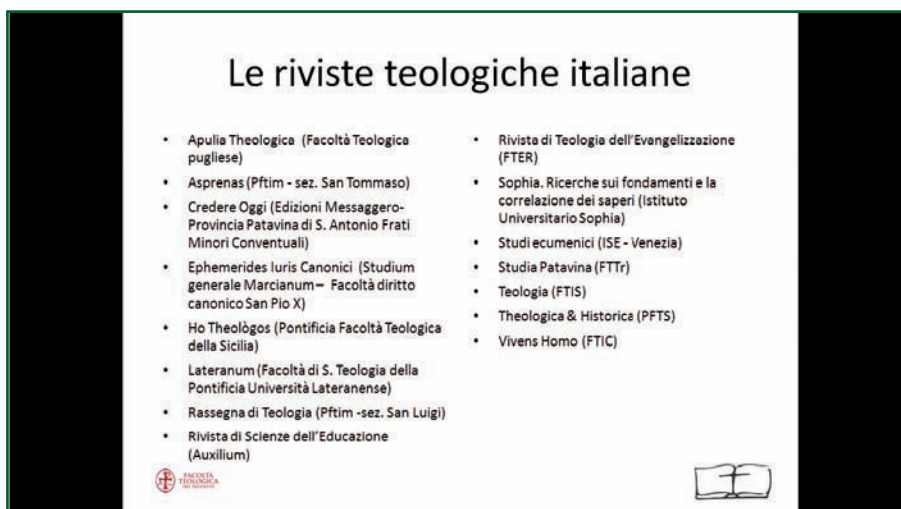 Le riviste teologiche italiane
• Apulia Theologica (Facoltà Teologica
pugliese)
• Asprenas (Pftim - sez. San Tommaso)
• Credere Oggi (Edizioni Messaggero-
Provincia Patavina di S. Antonio Frati
Minori Conventuali)
• Ephemerides Iuris Canonici (Studium
generale Marcianum – Facoltà diritto
canonico San Pio X)
• Ho Theològos (Pontificia Facoltà Teologica
della Sicilia)
• Lateranum (Facoltà di S. Teologia della
Pontificia Università Lateranense)
• Rassegna di Teologia (Pftim -sez. San Luigi)
• Rivista di Scienze dell'Educazione
(Auxilium)
• Rivista di Teologia dell'Evangelizzazione
(FTER)
• Sophia. Ricerche sui fondamenti e la
correlazione dei saperi (Istituto
Universitario Sophia)
• Studi ecumenici (ISE - Venezia)
• Studia Patavina (FTTr)
• Teologia (FTIS)
• Theologica & Historica (PFTS)
• Vivens Homo (FTIC)
FACOLTÀ
TEOLOGICA